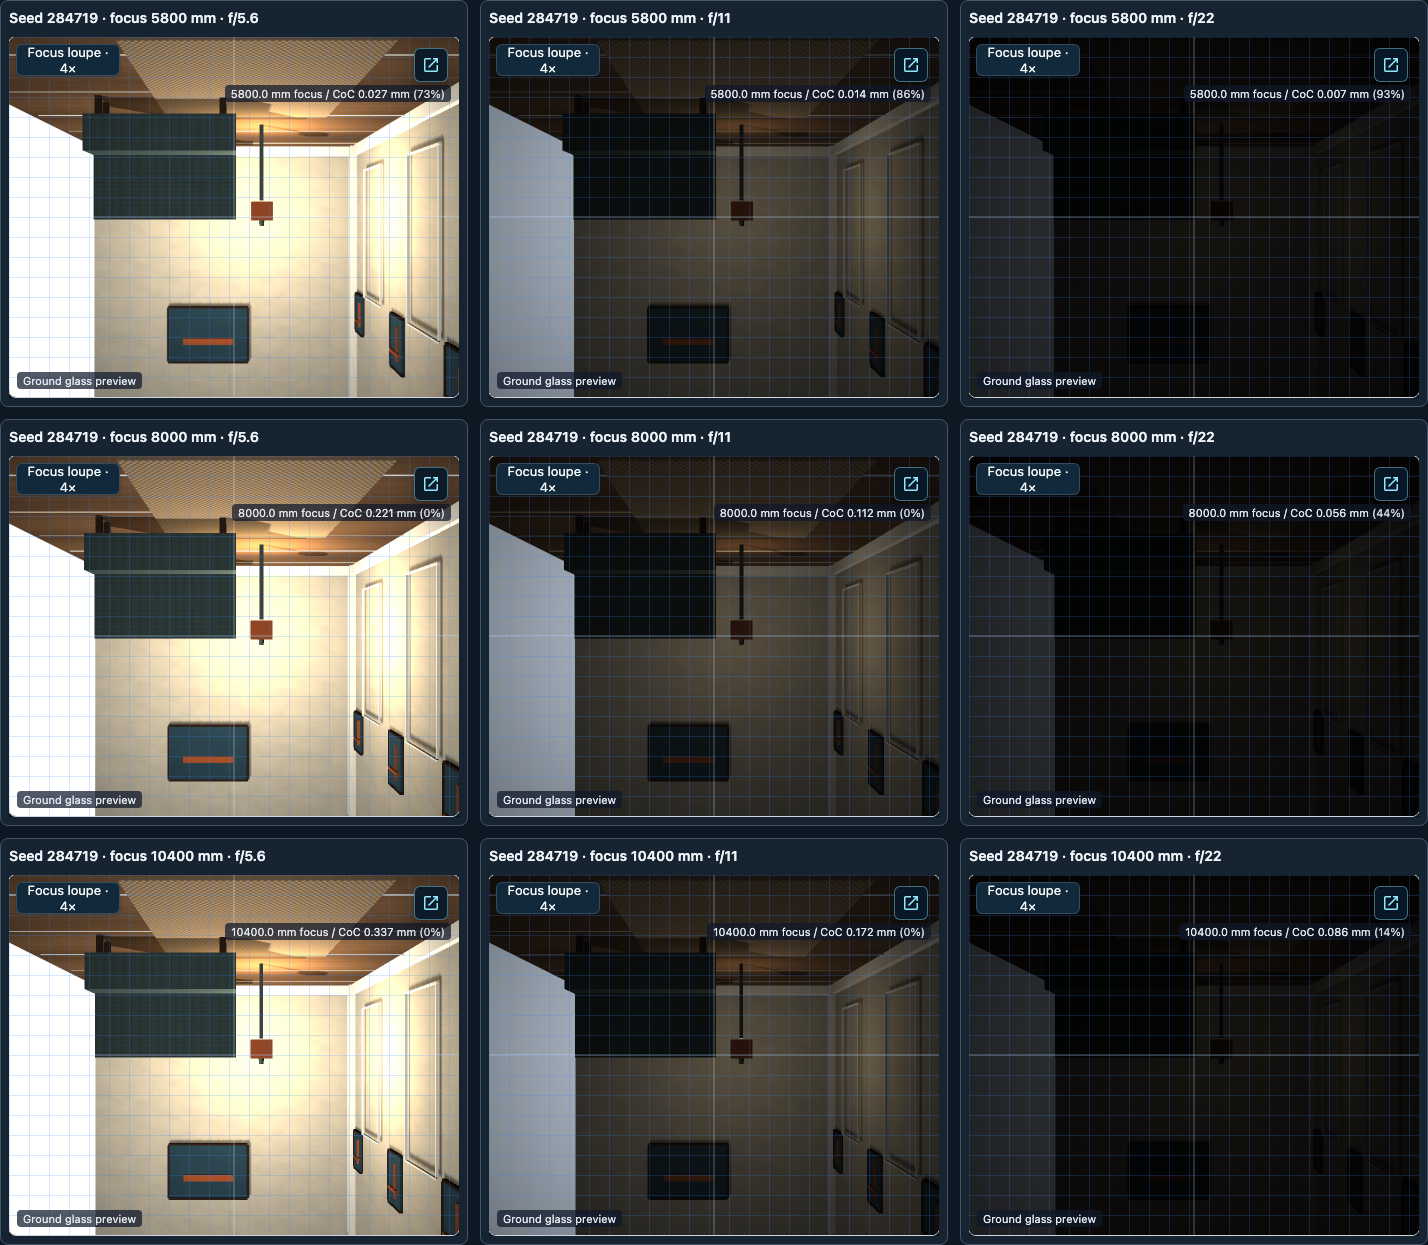 Seed 284719 · focus 5800 mm · f/5.6
Focus loupe ·
4×
5800.0 mm focus / CoC 0.027 mm (73%)
Ground glass preview
Seed 284719 · focus 5800 mm · f/11
Focus loupe ·
4×
5800.0 mm focus / CoC 0.014 mm (86%)
Ground glass preview
Seed 284719 · focus 5800 mm · f/22
Focus loupe ·
4×
5800.0 mm focus / CoC 0.007 mm (93%)
Ground glass preview
Seed 284719 · focus 8000 mm · f/5.6
Focus loupe ·
4×
8000.0 mm focus / CoC 0.221 mm (0%)
Ground glass preview
Seed 284719 · focus 8000 mm · f/11
Focus loupe ·
4×
8000.0 mm focus / CoC 0.112 mm (0%)
Ground glass preview
Seed 284719 · focus 8000 mm · f/22
Focus loupe ·
4×
8000.0 mm focus / CoC 0.056 mm (44%)
Ground glass preview
Seed 284719 · focus 10400 mm · f/5.6
Focus loupe ·
4×
10400.0 mm focus / CoC 0.337 mm (0%)
Ground glass preview
Seed 284719 · focus 10400 mm · f/11
Focus loupe ·
4×
10400.0 mm focus / CoC 0.172 mm (0%)
Ground glass preview
Seed 284719 · focus 10400 mm · f/22
Focus loupe ·
4×
10400.0 mm focus / CoC 0.086 mm (14%)
Ground glass preview